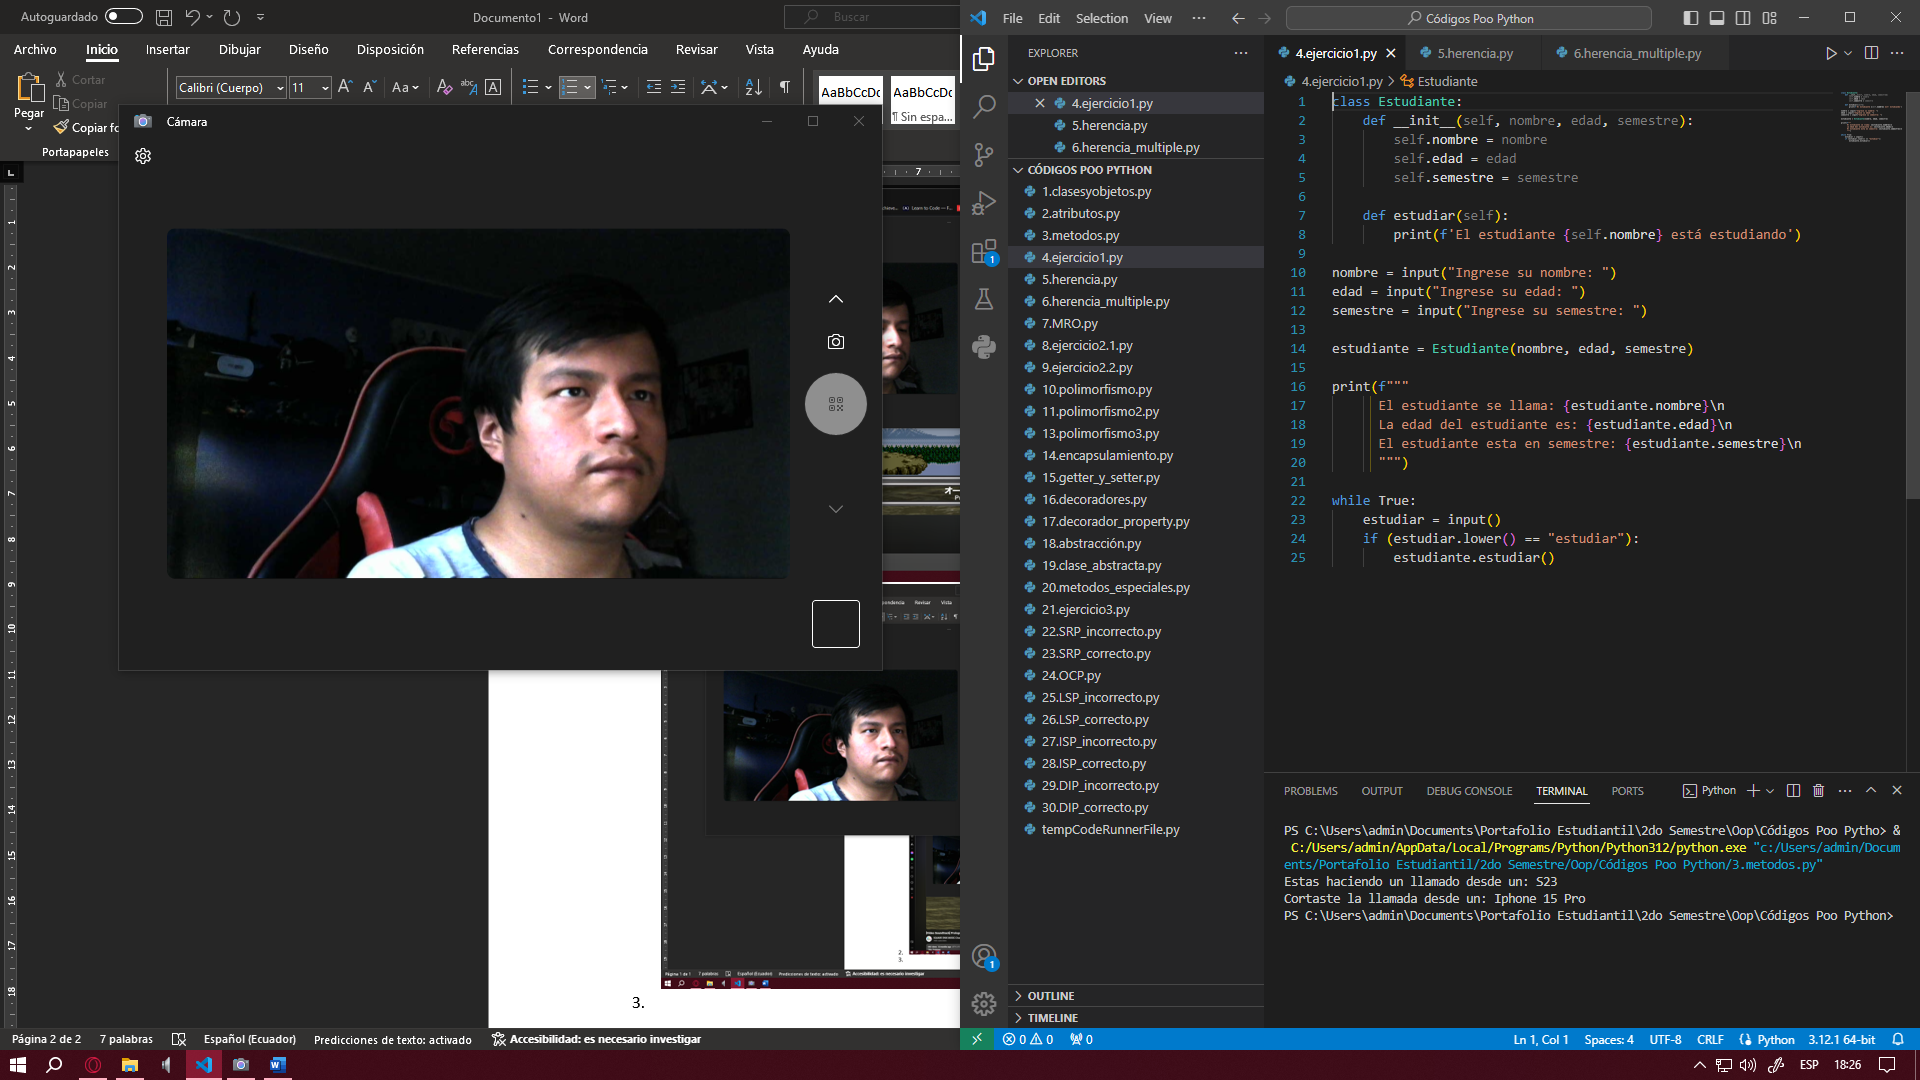 Autoguardado
Documento1 - Word
Buscar
Archivo Inicio Insertar Dibujar Diseño Disposición Referencias Correspondencia Revisar Vista Ayuda
Pegar
Cortar
Copiar
Copiar fo
Portapapeles
Calibri (Cuerpo) 11
AaBbCcDc AaBbCcDc
¶ Sin espa...
Cámara
3.
Página 2 de 2 7 palabras Español (Ecuador) Predicciones de texto: activado Accesibilidad: es necesario investigar
File Edit Selection View ···
Códigos Poo Python
EXPLORER
OPEN EDITORS
4.ejercicio1.py
5.herencia.py
6.herencia_multiple.py
CÓDIGOS POO PYTHON
1.clasesyobjetos.py
2.atributos.py
3.metodos.py
4.ejercicio1.py
5.herencia.py
6.herencia_multiple.py
7.MRO.py
8.ejercicio2.1.py
9.ejercicio2.2.py
10.polimorfismo.py
11.polimorfismo2.py
13.polimorfismo3.py
14.encapsulamiento.py
15.getter_y_setter.py
16.decoradores.py
17.decorador_property.py
18.abstracción.py
19.clase_abstracta.py
20.metodos_especiales.py
21.ejercicio3.py
22.SRP_incorrecto.py
23.SRP_correcto.py
24.OCP.py
25.LSP_incorrecto.py
26.LSP_correcto.py
27.ISP_incorrecto.py
28.ISP_correcto.py
29.DIP_incorrecto.py
30.DIP_correcto.py
tempCodeRunnerFile.py
OUTLINE
TIMELINE
4.ejercicio1.py 5.herencia.py 6.herencia_multiple.py
4.ejercicio1.py > Estudiante
1 class Estudiante:
2 def __init__(self, nombre, edad, semestre):
3 self.nombre = nombre
4 self.edad = edad
5 self.semestre = semestre
6
7 def estudiar(self):
8 print(f'El estudiante {self.nombre} está estudiando')
9
10 nombre = input("Ingrese su nombre: ")
11 edad = input("Ingrese su edad: ")
12 semestre = input("Ingrese su semestre: ")
13
14 estudiante = Estudiante(nombre, edad, semestre)
15
16 print(f"""
17 El estudiante se llama: {estudiante.nombre}\n
18 La edad del estudiante es: {estudiante.edad}\n
19 El estudiante esta en semestre: {estudiante.semestre}\n
20 """)
21
22 while True:
23 estudiar = input()
24 if (estudiar.lower() == "estudiar"):
25 estudiante.estudiar()
PROBLEMS OUTPUT DEBUG CONSOLE TERMINAL PORTS Python
PS C:\Users\admin\Documents\Portafolio Estudiantil\2do Semestre\Oop\Códigos Poo Pytho> &
C:/Users/admin/AppData/Local/Programs/Python/Python312/python.exe "c:/Users/admin/Docum
ents/Portafolio Estudiantil/2do Semestre/Oop/Códigos Poo Python/3.metodos.py"
Estas haciendo un llamado desde un: S23
Cortaste la llamada desde un: Iphone 15 Pro
PS C:\Users\admin\Documents\Portafolio Estudiantil\2do Semestre\Oop\Códigos Poo Python>
0 0 0 Ln 1, Col 1 Spaces: 4 UTF-8 CRLF Python 3.12.1 64-bit
ESP 18:26